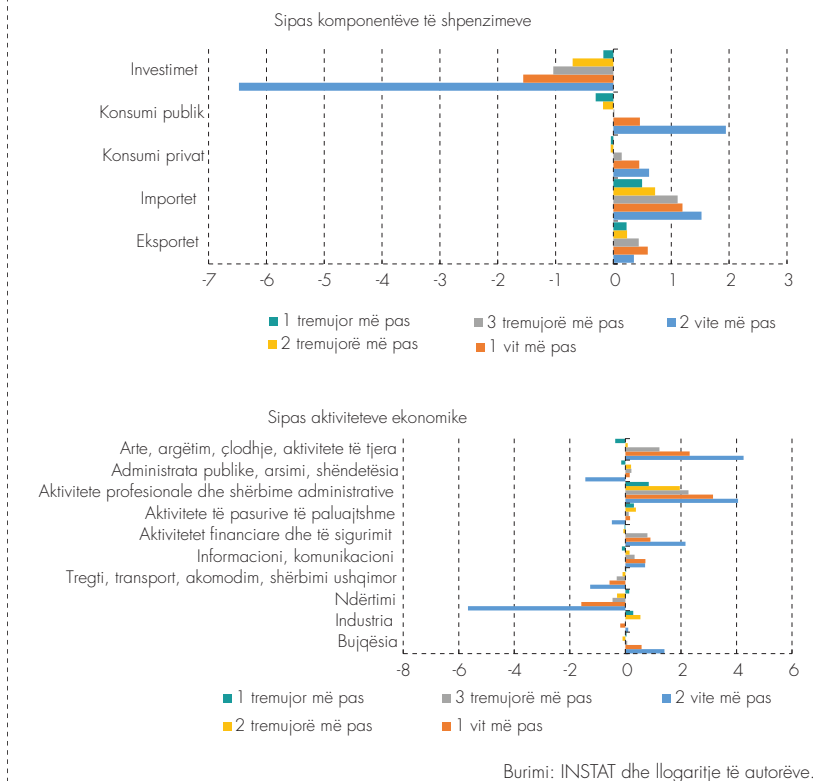 Sipas komponentëve të shpenzimeve
Investimet
Konsumi publik
Konsumi privat
Importet
Eksportet
-7 -6 -5 -4 -3 -2 -1 0 1 2 3
1 tremujor më pas 3 tremujorë më pas 2 vite më pas
2 tremujorë më pas 1 vit më pas
Sipas aktiviteteve ekonomike
Arte, argëtim, çlodhje, aktivitete të tjera
Administrata publike, arsimi, shëndetësia
Aktivitete profesionale dhe shërbime administrative
Aktivitete të pasurive të paluajtshme
Aktivitetet financiare dhe të sigurimit
Informacioni, komunikacioni
Tregti, transport, akomodim, shërbimi ushqimor
Ndërtimi
Industria
Bujqësia
-8 -6 -4 -2 0 2 4 6
1 tremujor më pas 3 tremujorë më pas 2 vite më pas
2 tremujorë më pas 1 vit më pas
Burimi: INSTAT dhe llogaritje të autorëve.